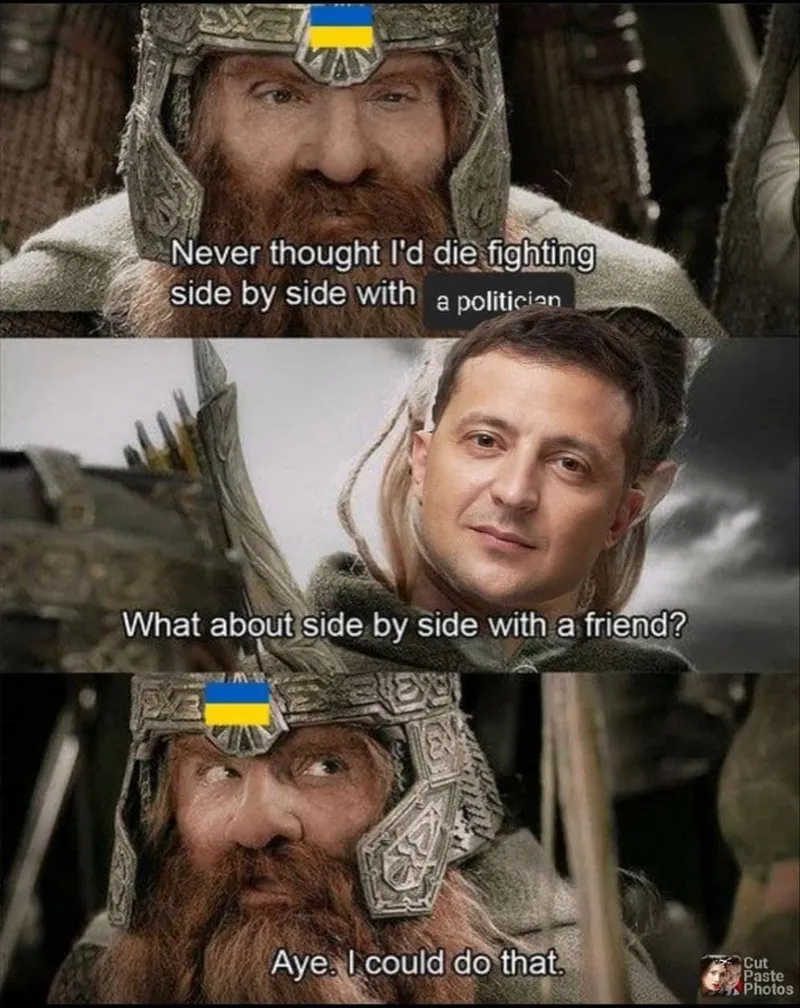 Never thought I'd die fighting
side by side with a politician
What about side by side with a friend?
Aye. I could do that.
Cut
Paste
Photos